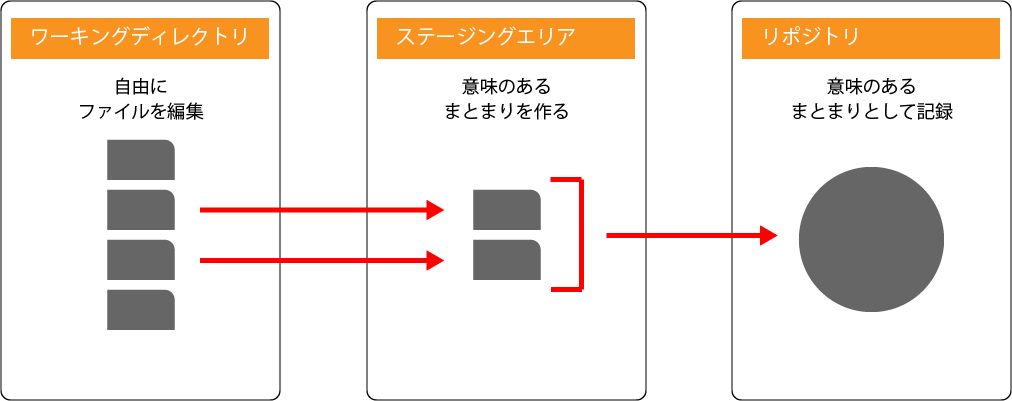 ワーキングディレクトリ
自由に
ファイルを編集
ステージングエリア
意味のある
まとまりを作る
リポジトリ
意味のある
まとまりとして記録